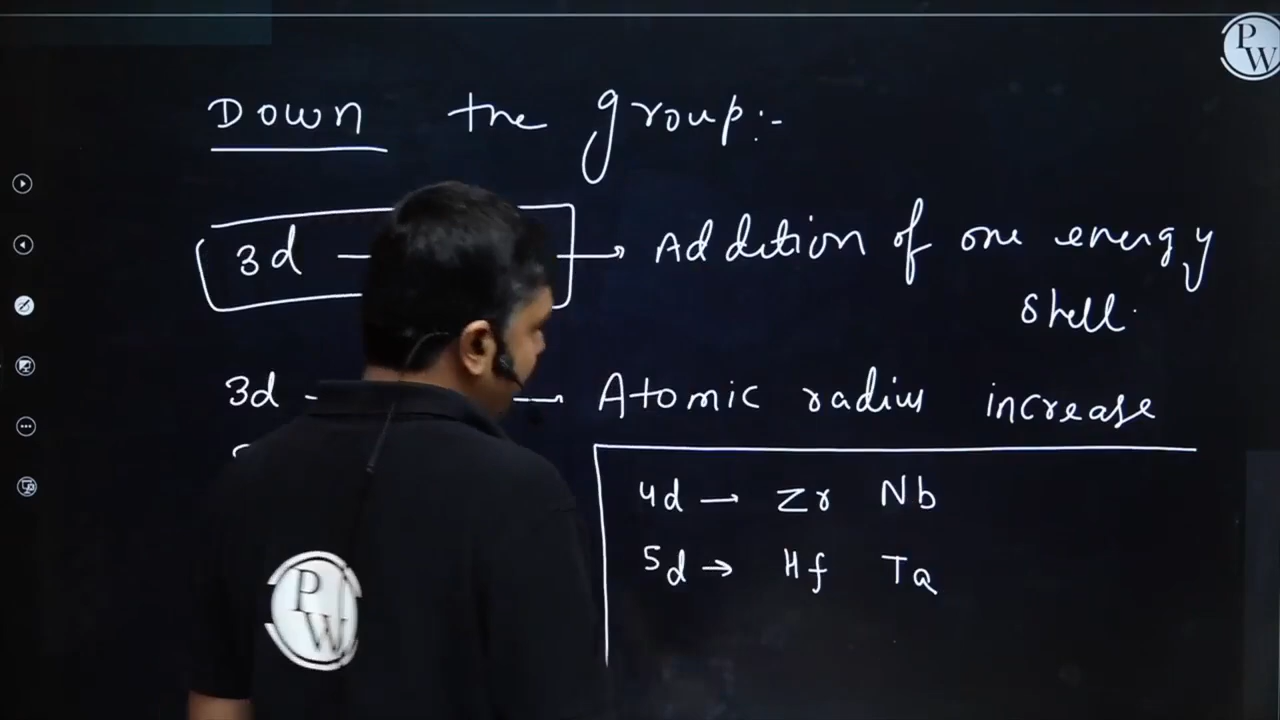 PW
Down the group:-
3d — → Addition of one energy
shell.
3d - — Atomic radius increase
4d → Zr Nb
5d → Hf Ta
PW